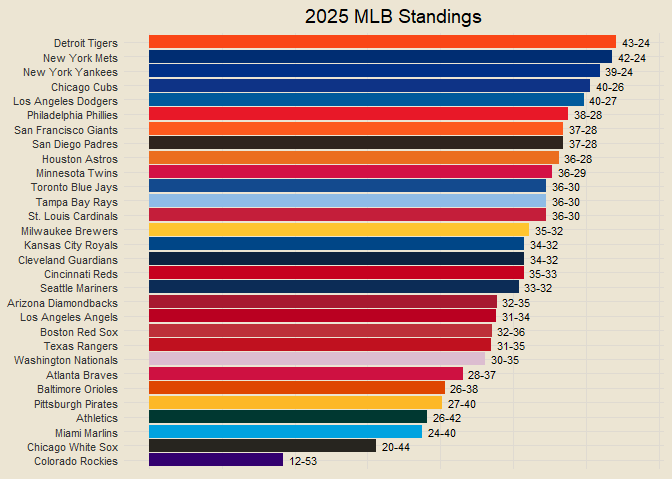 2025 MLB Standings
Detroit Tigers 43-24
New York Mets 42-24
New York Yankees 39-24
Chicago Cubs 40-26
Los Angeles Dodgers 40-27
Philadelphia Phillies 38-28
San Francisco Giants 37-28
San Diego Padres 37-28
Houston Astros 36-28
Minnesota Twins 36-29
Toronto Blue Jays 36-30
Tampa Bay Rays 36-30
St. Louis Cardinals 36-30
Milwaukee Brewers 35-32
Kansas City Royals 34-32
Cleveland Guardians 34-32
Cincinnati Reds 35-33
Seattle Mariners 33-32
Arizona Diamondbacks 32-35
Los Angeles Angels 31-34
Boston Red Sox 32-36
Texas Rangers 31-35
Washington Nationals 30-35
Atlanta Braves 28-37
Baltimore Orioles 26-38
Pittsburgh Pirates 27-40
Athletics 26-42
Miami Marlins 24-40
Chicago White Sox 20-44
Colorado Rockies 12-53